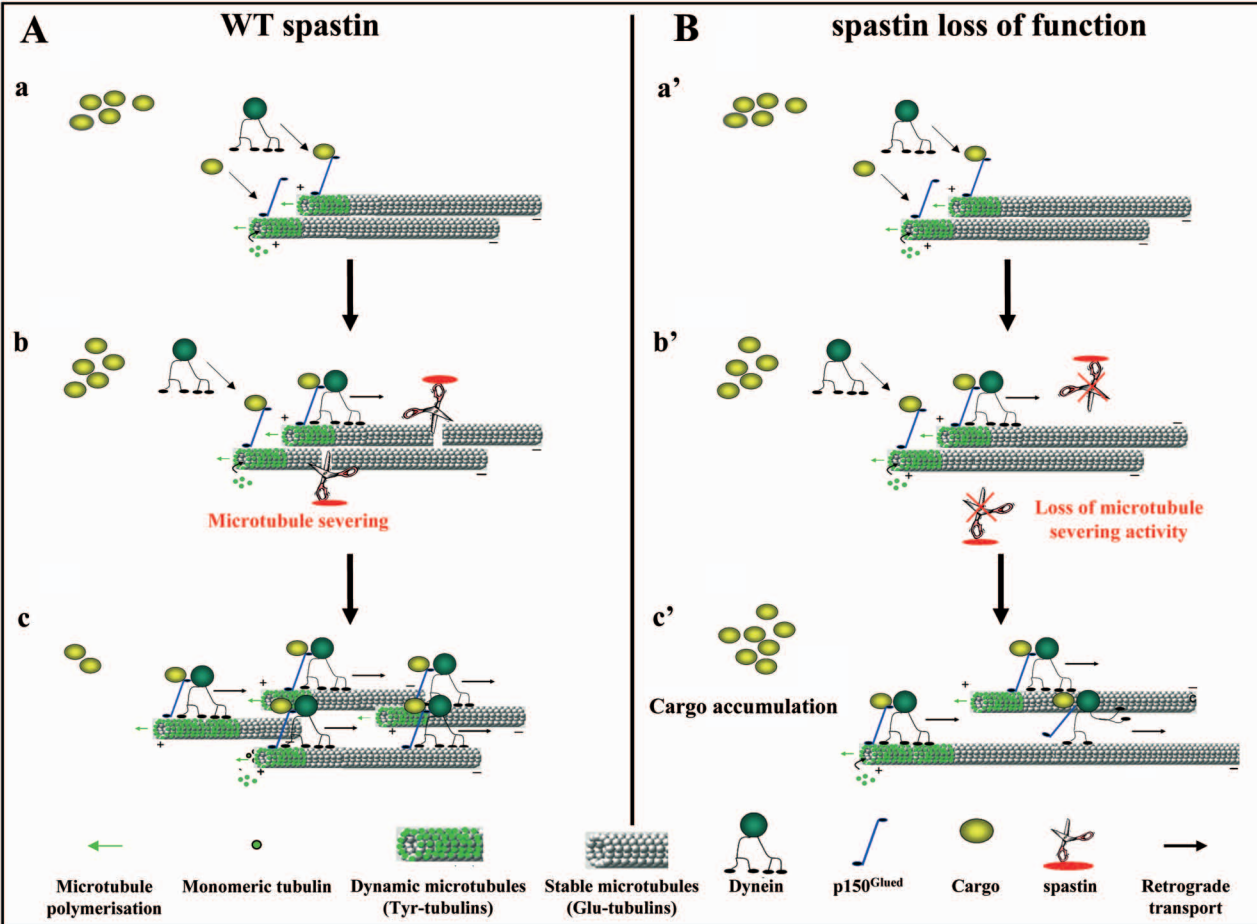 A
WT spastin
B
spastin loss of function
a
a’
+
+
−
−
+
+
−
−
b
b’
+
+
−
−
Microtubule severing
+
+
−
−
Loss of microtubule
severing activity
c
c’
Cargo accumulation
+
+
−
−
+
−
+
+
−
−
Microtubule
polymerisation
Monomeric tubulin
Dynamic microtubules
(Tyr-tubulins)
Stable microtubules
(Glu-tubulins)
Dynein
p150Glued
Cargo
spastin
Retrograde
transport